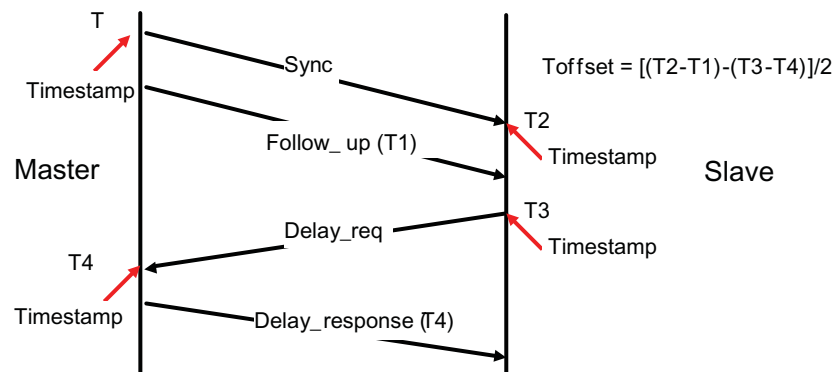 T
Sync
Toffset = [(T2-T1)-(T3-T4)]/2
Timestamp
T2
Follow_ up (T1)
Timestamp
Master
Slave
T3
Delay_req
Timestamp
T4
Timestamp
Delay_response (T4)